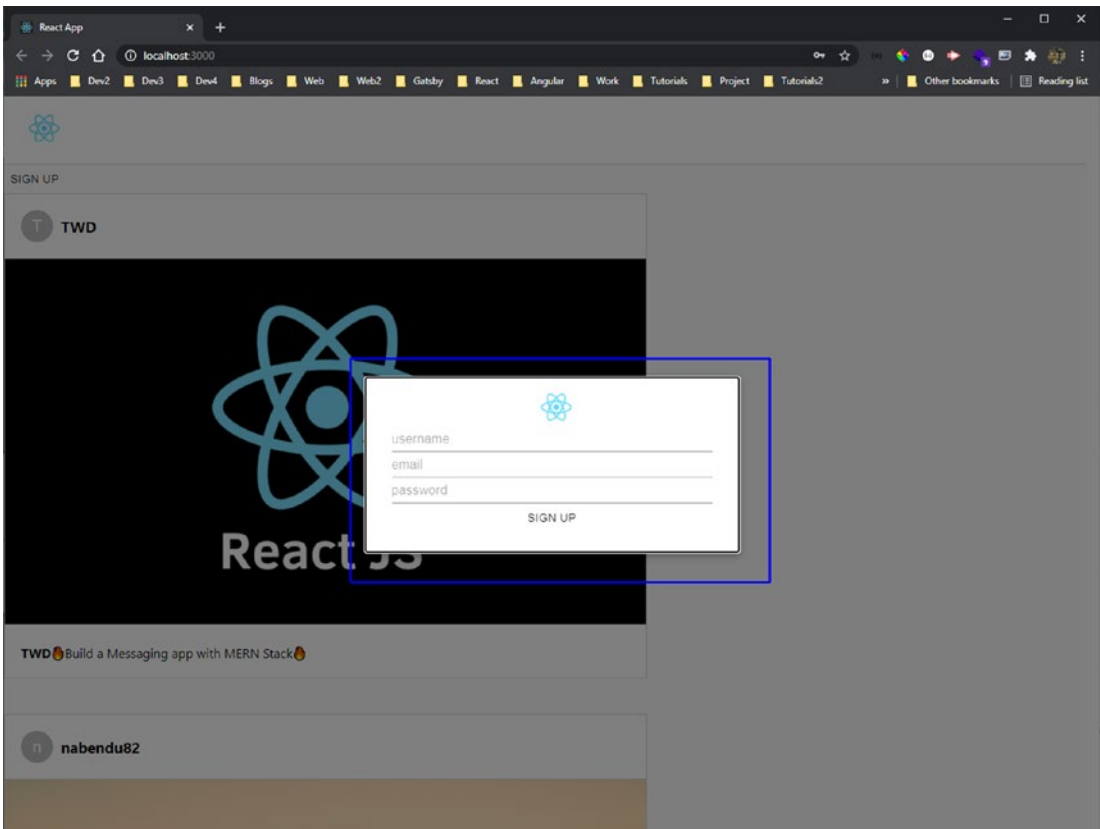 React App
localhost:3000
Apps Dev2 Dev3 Dev4 Blogs Web Web2 Gatsby React Angular Work Tutorials Project Tutorials2 » Other bookmarks Reading list
SIGN UP
T TWD
React JS
username
email
password
SIGN UP
TWD🔥Build a Messaging app with MERN Stack🔥
n nabendu82